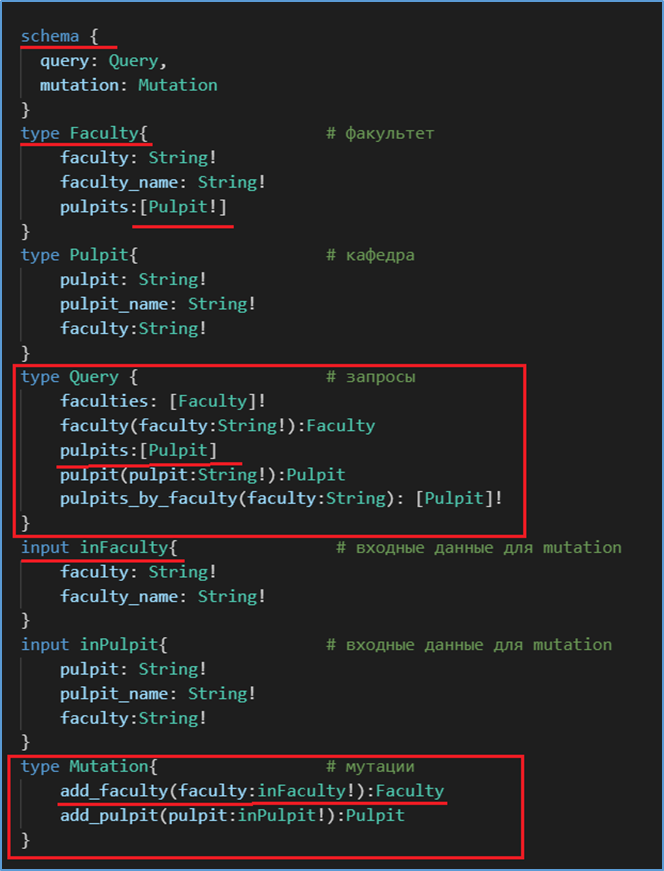 schema {
query: Query,
mutation: Mutation
}
type Faculty{ # факультет
faculty: String!
faculty_name: String!
pulpits:[Pulpit!]
}
type Pulpit{ # кафедра
pulpit: String!
pulpit_name: String!
faculty:String!
}
type Query { # запросы
faculties: [Faculty]!
faculty(faculty:String!):Faculty
pulpits:[Pulpit]
pulpit(pulpit:String!):Pulpit
pulpits_by_faculty(faculty:String): [Pulpit]!
}
input inFaculty{ # входные данные для mutation
faculty: String!
faculty_name: String!
}
input inPulpit{ # входные данные для mutation
pulpit: String!
pulpit_name: String!
faculty:String!
}
type Mutation{ # мутации
add_faculty(faculty:inFaculty!):Faculty
add_pulpit(pulpit:inPulpit!):Pulpit
}